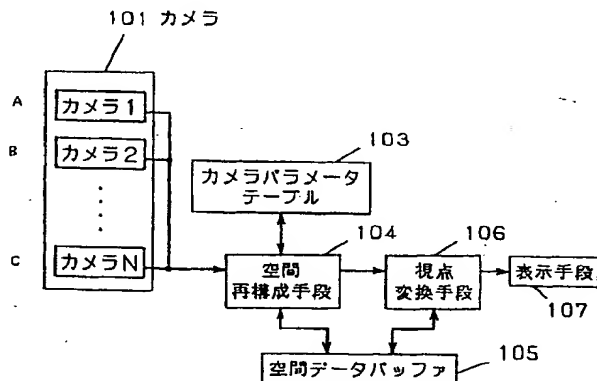 101 カメラ
A
カメラ1
B
カメラ2
C
カメラN
103
カメラパラメータ
テーブル
104
空間
再構成手段
106
視点
変換手段
表示手段
107
空間データバッファ
105